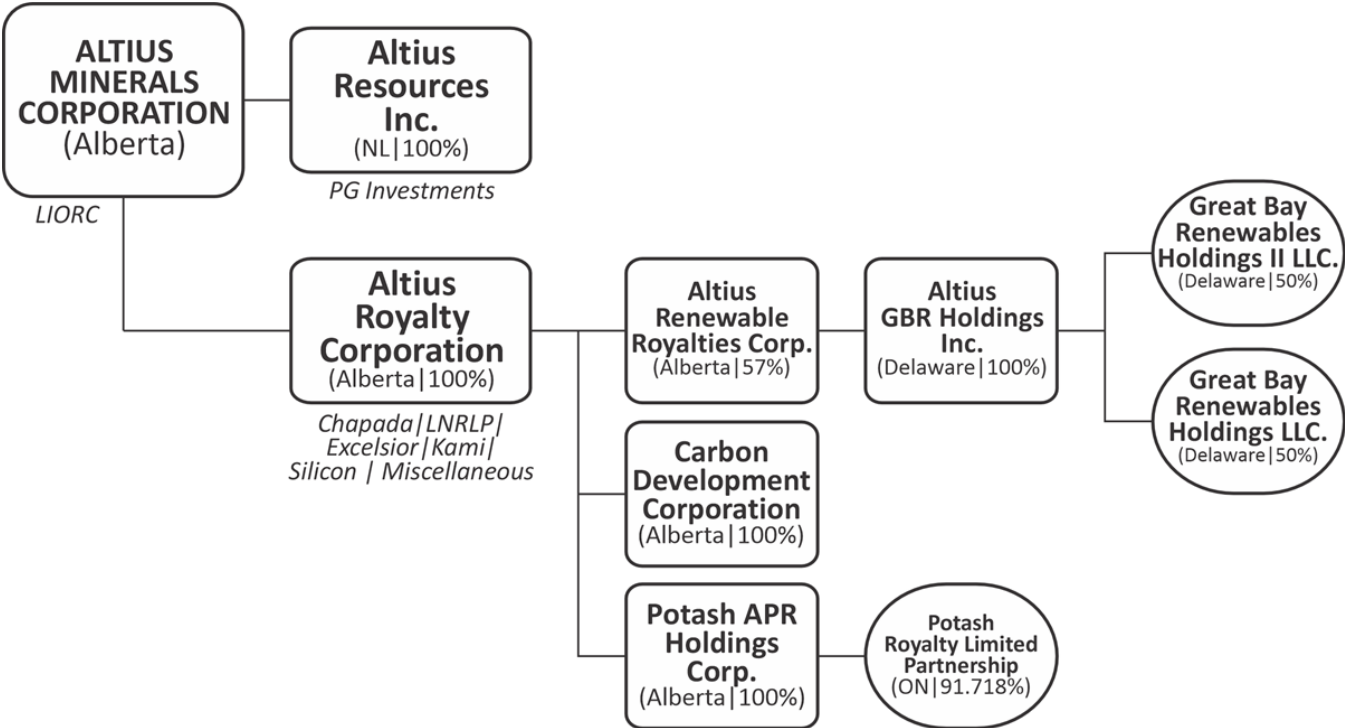 ALTIUS
MINERALS
CORPORATION
(Alberta)
LIORC
Altius
Resources
Inc.
(NL|100%)
PG Investments
Altius
Royalty
Corporation
(Alberta|100%)
Chapada|LNRLP|
Excelsior|Kami|
Silicon | Miscellaneous
Altius
Renewable
Royalties Corp.
(Alberta|57%)
Altius
GBR Holdings
Inc.
(Delaware|100%)
Great Bay
Renewables
Holdings II LLC.
(Delaware|50%)
Great Bay
Renewables
Holdings LLC.
(Delaware|50%)
Carbon
Development
Corporation
(Alberta|100%)
Potash APR
Holdings
Corp.
(Alberta|100%)
Potash
Royalty Limited
Partnership
(ON|91.718%)